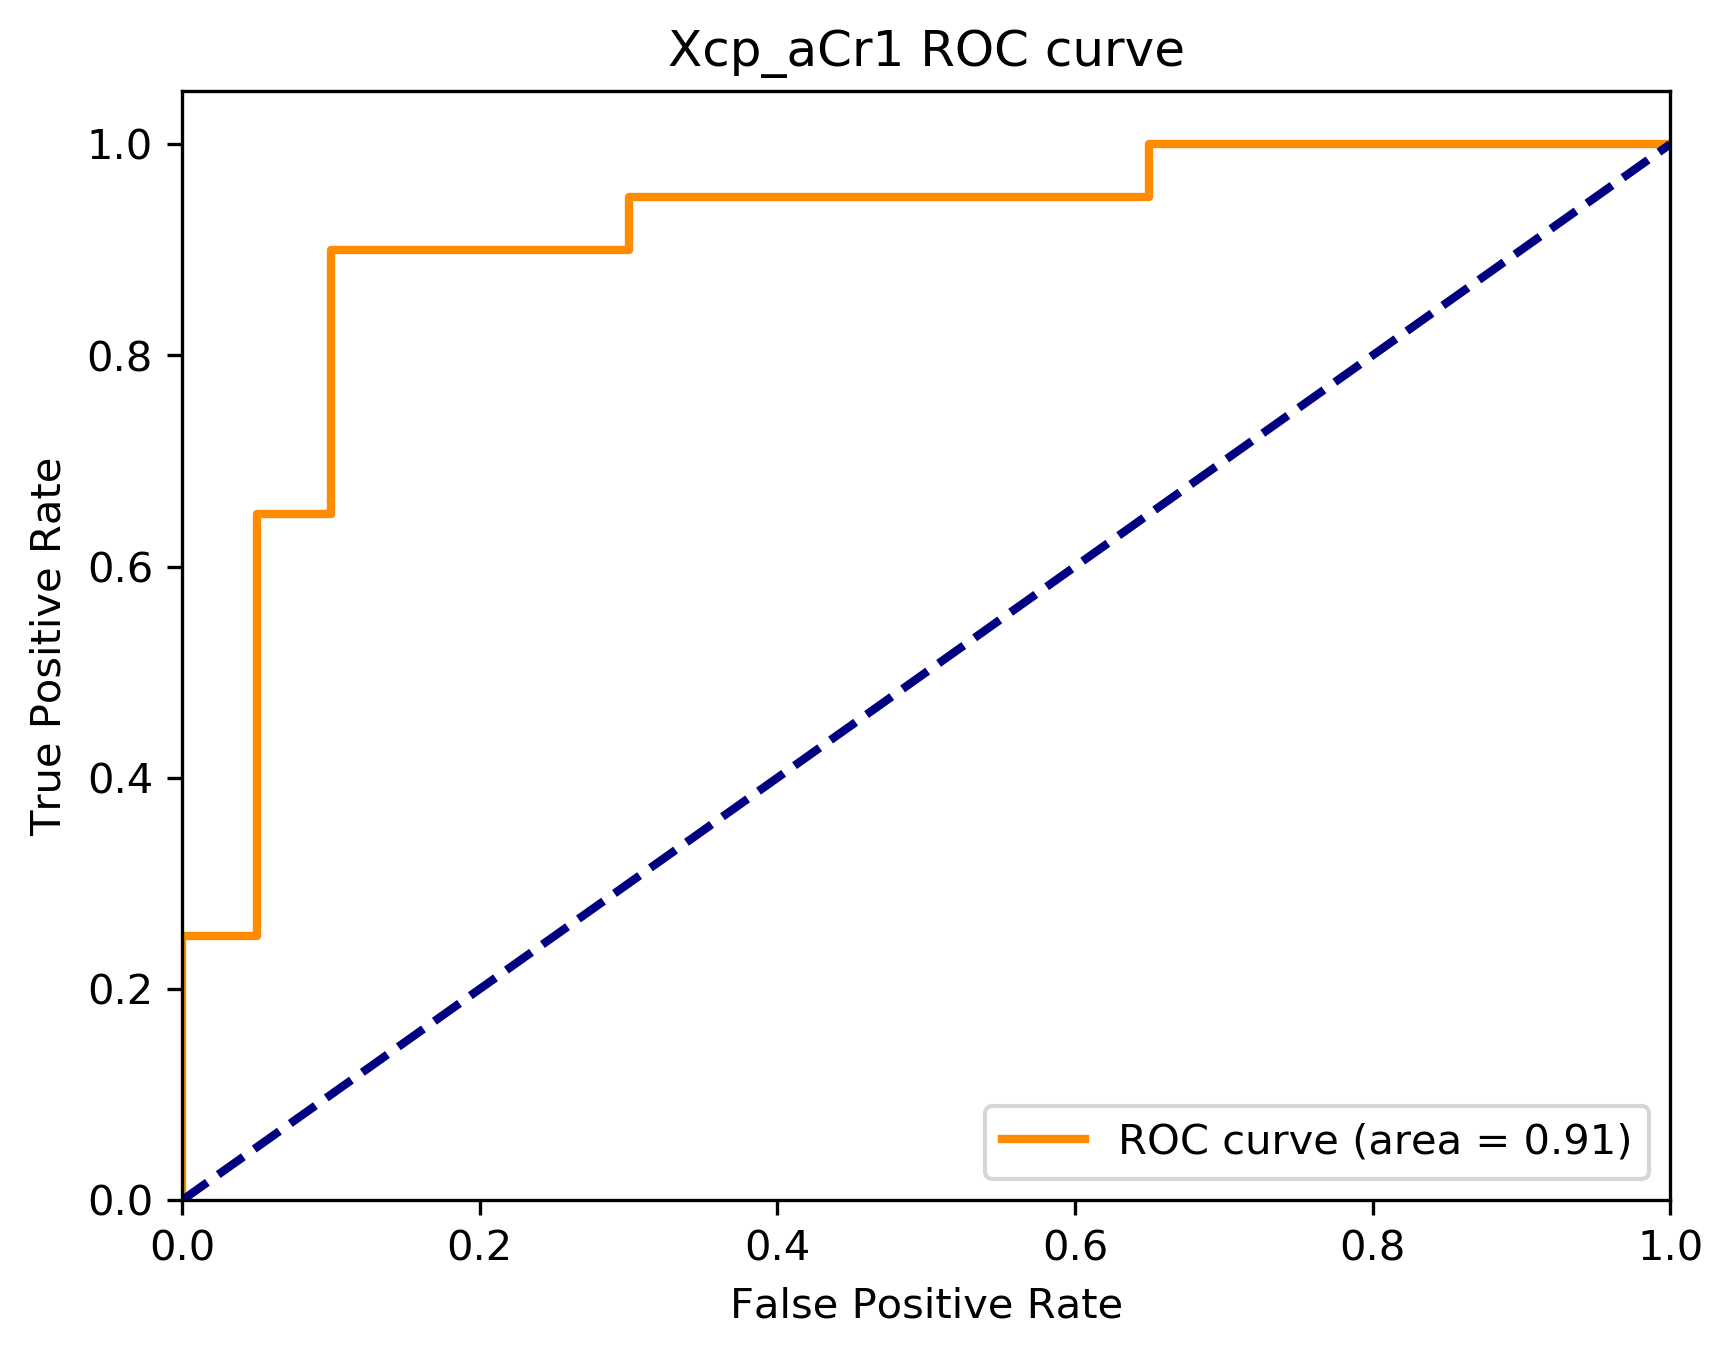 Xcp_aCr1 ROC curve
1.0
0.8
0.6
0.4
0.2
0.0
True Positive Rate
0.0 0.2 0.4 0.6 0.8 1.0
False Positive Rate
ROC curve (area = 0.91)